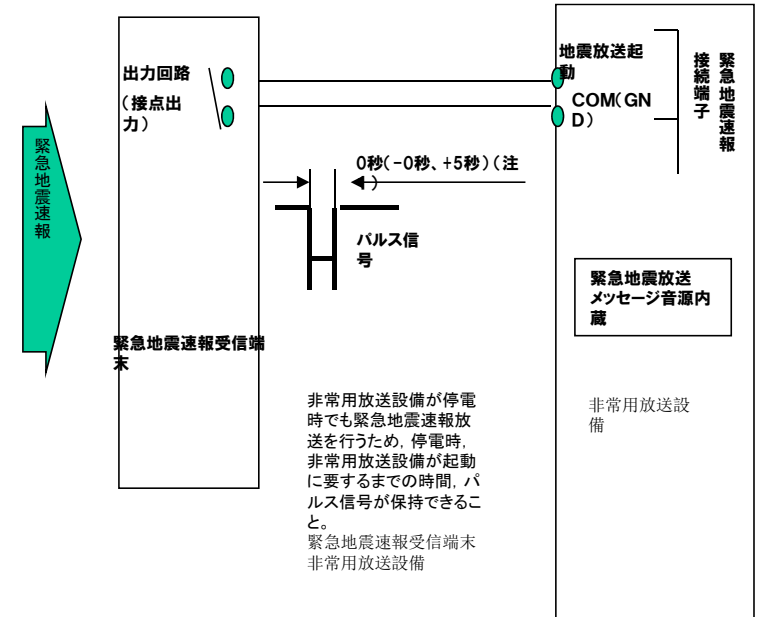 緊急地震速報
出力回路
（接点出
力）
緊急地震速報受信端
末
0秒(-0秒、+5秒)(注
1)
パルス信
号
非常用放送設備が停電
時でも緊急地震速報放
送を行うため, 停電時,
非常用放送設備が起動
に要するまでの時間, パ
ルス信号が保持できるこ
と。
緊急地震速報受信端末
非常用放送設備
地震放送起
動
COM(GN
D)
緊急地震速報
接続端子
緊急地震放送
メッセージ音源内
蔵
非常用放送設
備